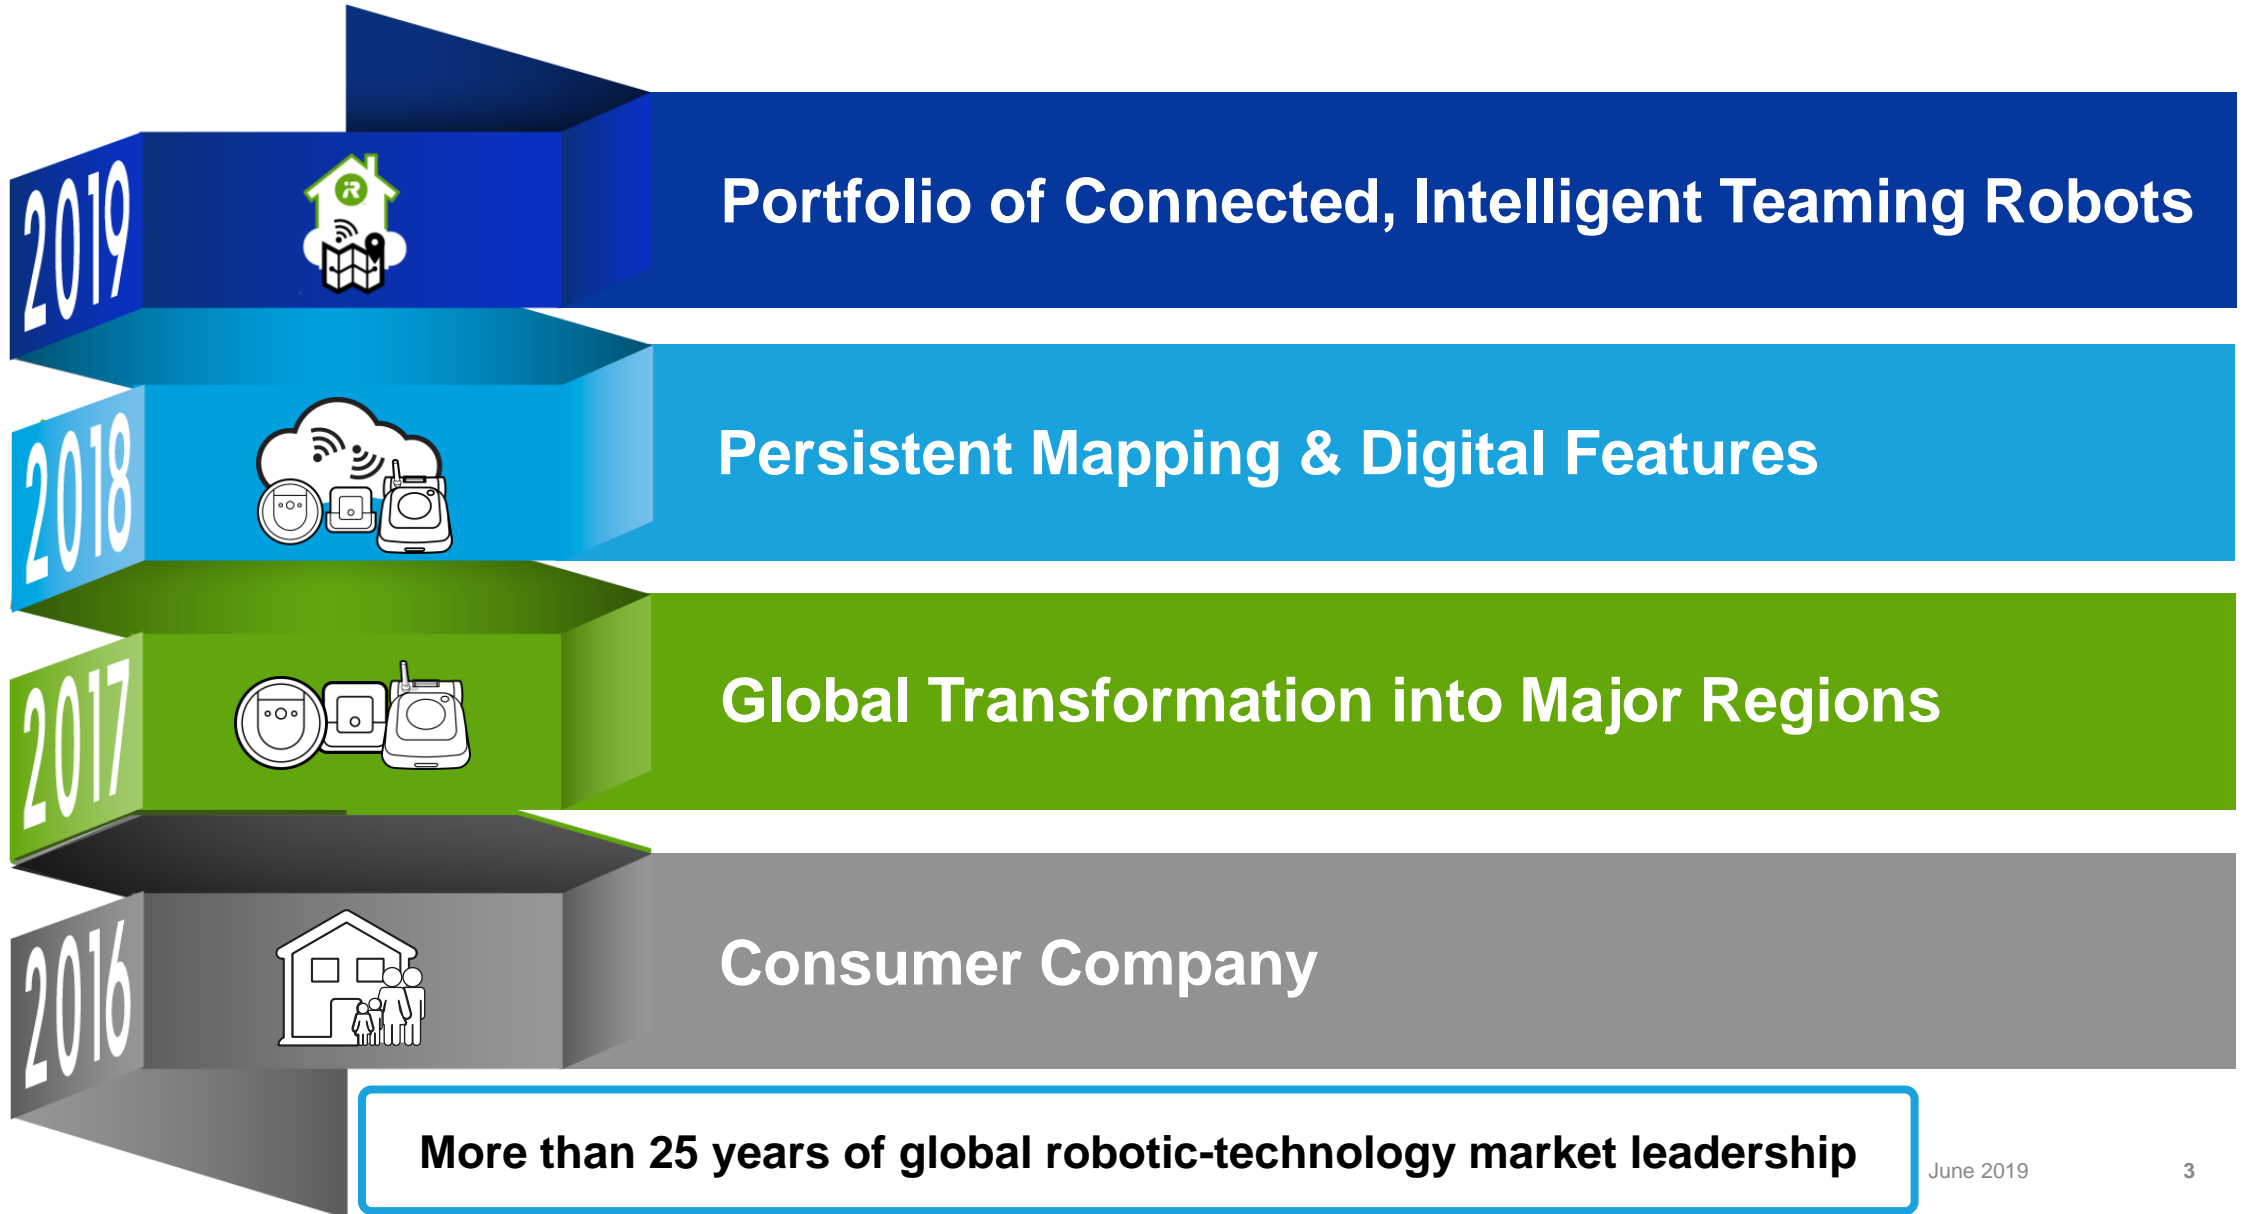 2019
iR
Portfolio of Connected, Intelligent Teaming Robots
2018
Persistent Mapping & Digital Features
2017
Global Transformation into Major Regions
2016
Consumer Company
More than 25 years of global robotic-technology market leadership
June 2019
3